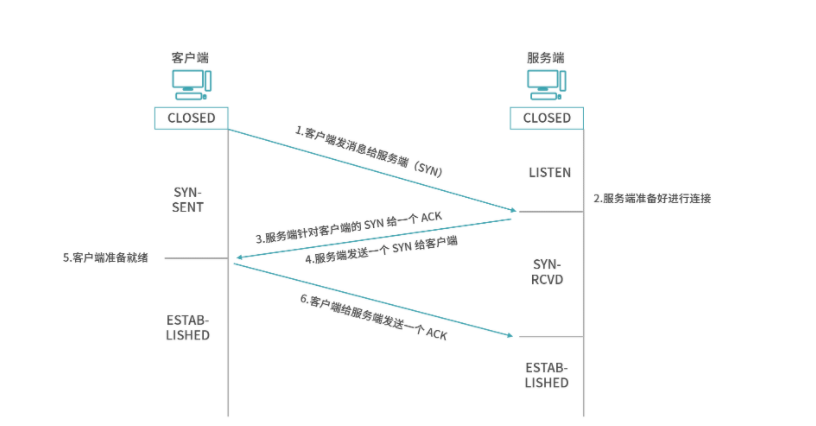 客户端
服务端
CLOSED
CLOSED
1.客户端发消息给服务端（SYN）
LISTEN
SYN-
SENT
2.服务端准备好进行连接
3.服务端针对客户端的 SYN 给一个 ACK
4.服务端发送一个 SYN 给客户端
5.客户端准备就绪
SYN-
RCVD
6.客户端给服务端发送一个 ACK
ESTAB-
LISHED
ESTAB-
LISHED